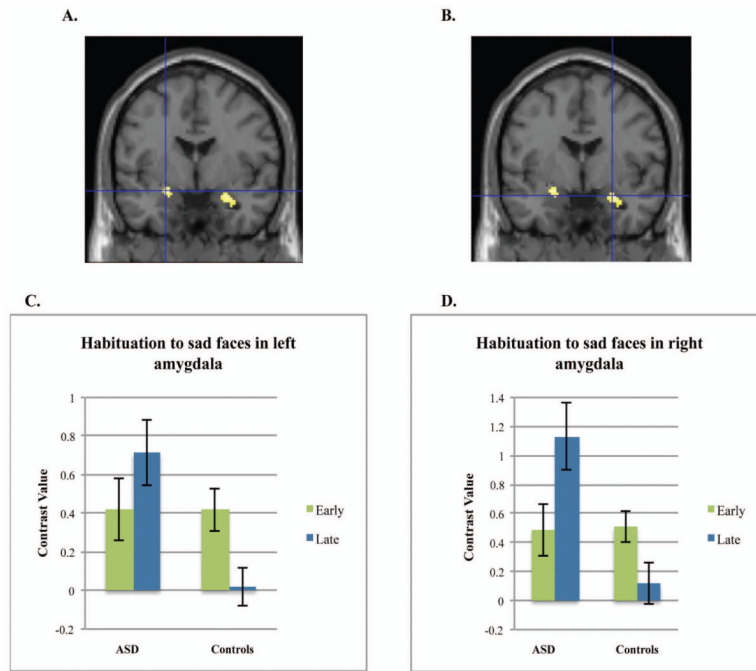 A.
B.
C.
D.
Habituation to sad faces in left
amygdala
Contrast Value
1
0.8
0.6
0.4
0.2
0
-0.2
ASD
Controls
Early
Late
Habituation to sad faces in right
amygdala
Contrast Value
1.4
1.2
1
0.8
0.6
0.4
0.2
0
-0.2
ASD
Controls
Early
Late